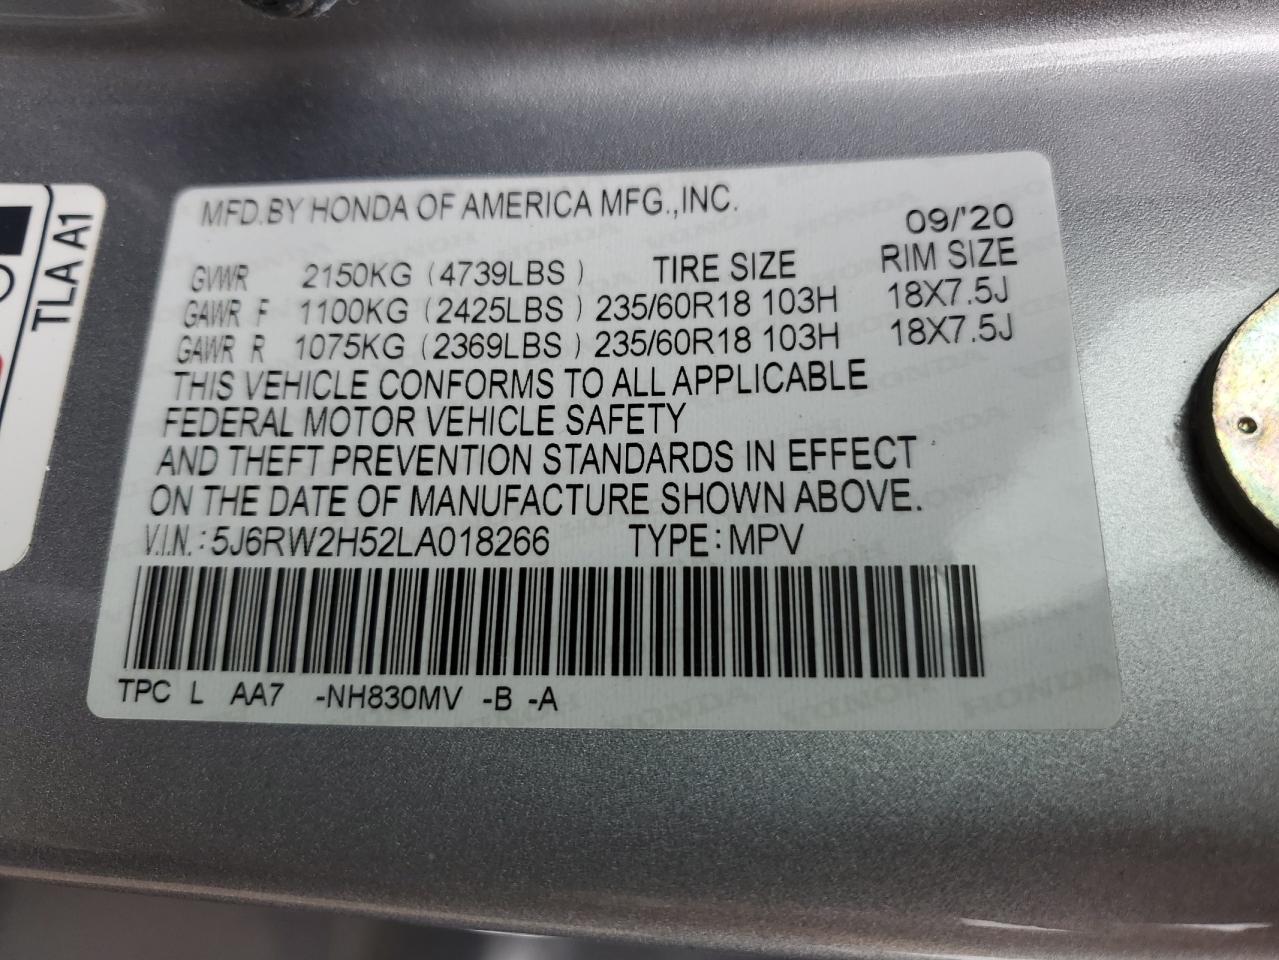 MFD.BY HONDA OF AMERICA MFG.,INC.
09/'20
GVWR 2150KG (4739LBS) TIRE SIZE RIM SIZE
GAWR F 1100KG (2425LBS) 235/60R18 103H 18X7.5J
GAWR R 1075KG (2369LBS) 235/60R18 103H 18X7.5J
THIS VEHICLE CONFORMS TO ALL APPLICABLE
FEDERAL MOTOR VEHICLE SAFETY
AND THEFT PREVENTION STANDARDS IN EFFECT
ON THE DATE OF MANUFACTURE SHOWN ABOVE.
V.I.N.: 5J6RW2H52LA018266 TYPE: MPV
TPC L AA7 -NH830MV -B -A
TLA A1